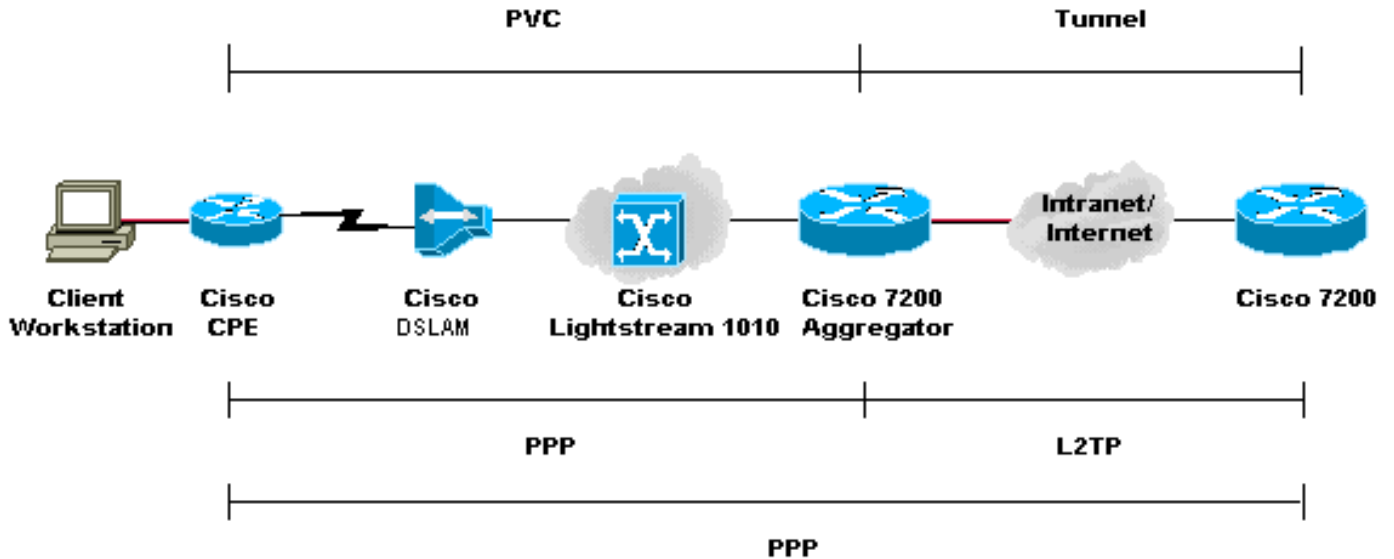 PVC
Tunnel
Intranet/
Internet
Client
Workstation
Cisco
CPE
Cisco
DSLAM
Cisco
Lightstream 1010
Cisco 7200
Aggregator
Cisco 7200
PPP
L2TP
PPP